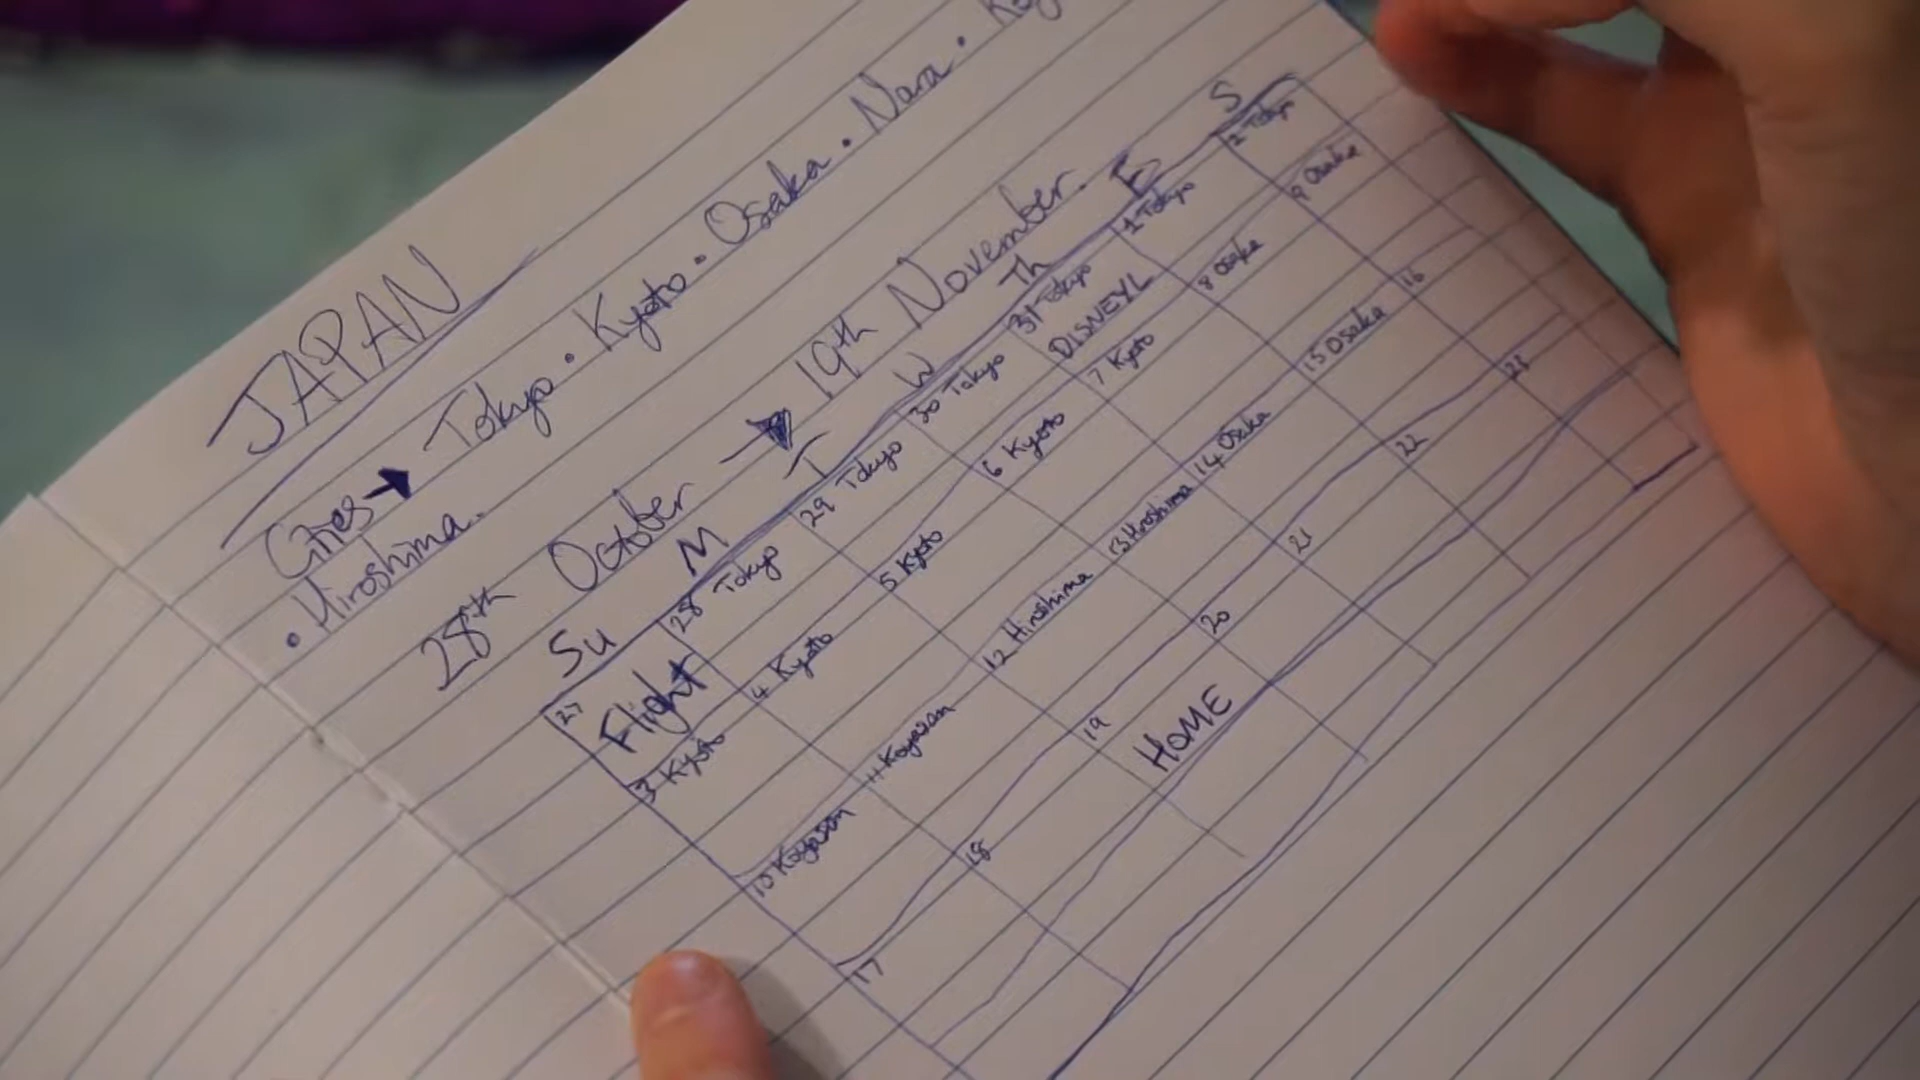 JAPAN
Cities → Tokyo • Kyoto • Osaka • Nara •
• Hiroshima.
28th October → 19th November.
Su M T W Th F S
27 Flight 28 Tokyo 29 Tokyo 30 Tokyo 31 Tokyo DISNEYL 1 Tokyo 2 Tokyo
3 Kyoto 4 Kyoto 5 Kyoto 6 Kyoto 7 Kyoto 8 Osaka 9 Osaka
10 Koyasan 11 Koyasan 12 Hiroshima 13 Hiroshima 14 Osaka 15 Osaka 16
17 18 19 HOME 20 21 22 23